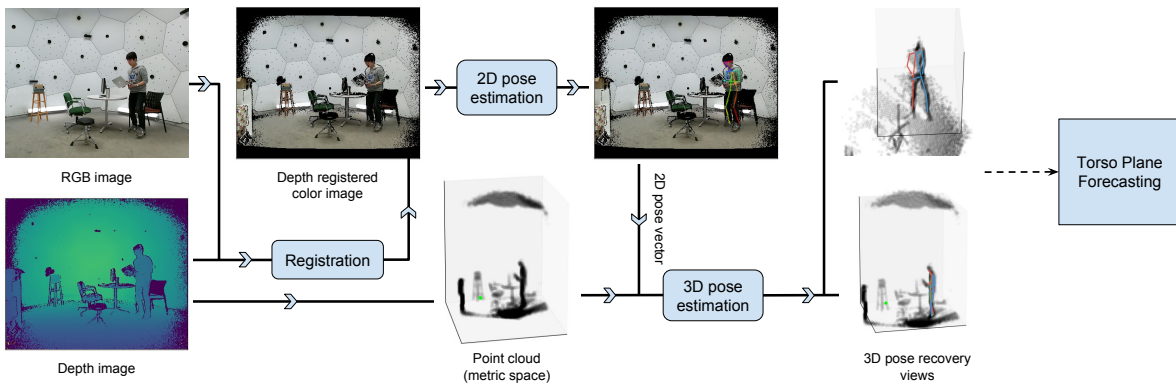 RGB image
Depth registered
color image
2D pose
estimation
2D pose vector
Torso Plane
Forecasting
Registration
3D pose
estimation
Depth image
Point cloud
(metric space)
3D pose recovery
views